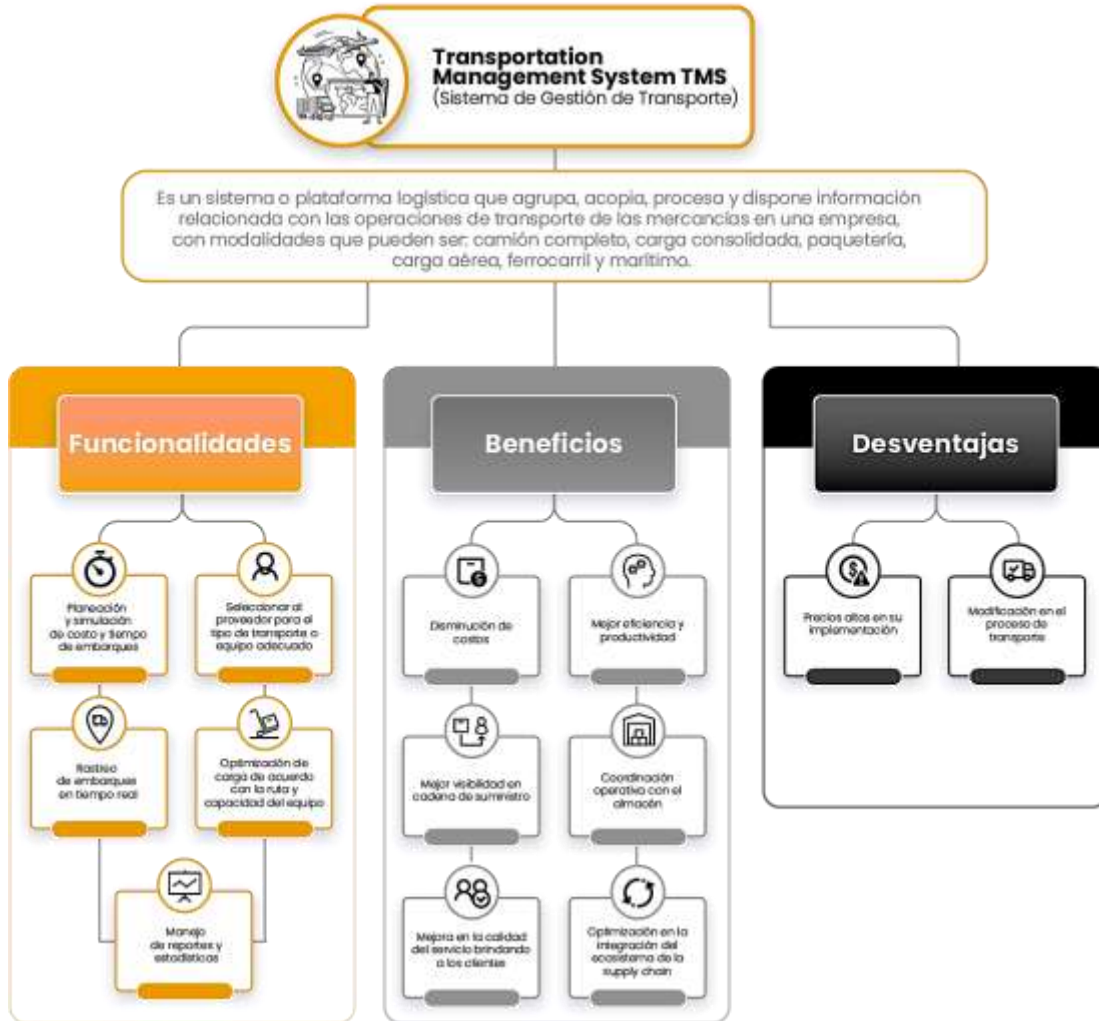 Transportation
Management System TMS
(Sistema de Gestión de Transporte)
Es un sistema o plataforma logística que agrupa, acopia, procesa y dispone información
relacionada con las operaciones de transporte de las mercancías en una empresa,
con modalidades que pueden ser: camión completo, carga consolidada, paquetería,
carga aérea, ferrocarril y marítimo.
Funcionalidades
Planeación
y simulación
de costo y tiempo
de embarques
Seleccionar al
proveedor para el
tipo de transporte o
equipo adecuado
Rastreo
de embarques
en tiempo real
Optimización de
carga de acuerdo
con la ruta y
capacidad del equipo
Manejo
de reportes y
estadísticas
Beneficios
Disminución de
costos
Mejor eficiencia y
productividad
Mejor visibilidad en
cadena de suministro
Coordinación
operativa con el
almacén
Mejora en la calidad
del servicio brindando
a los clientes
Optimización en la
integración del
ecosistema de la
supply chain
Desventajas
Precios altos en su
implementación
Modificación en el
proceso de
transporte